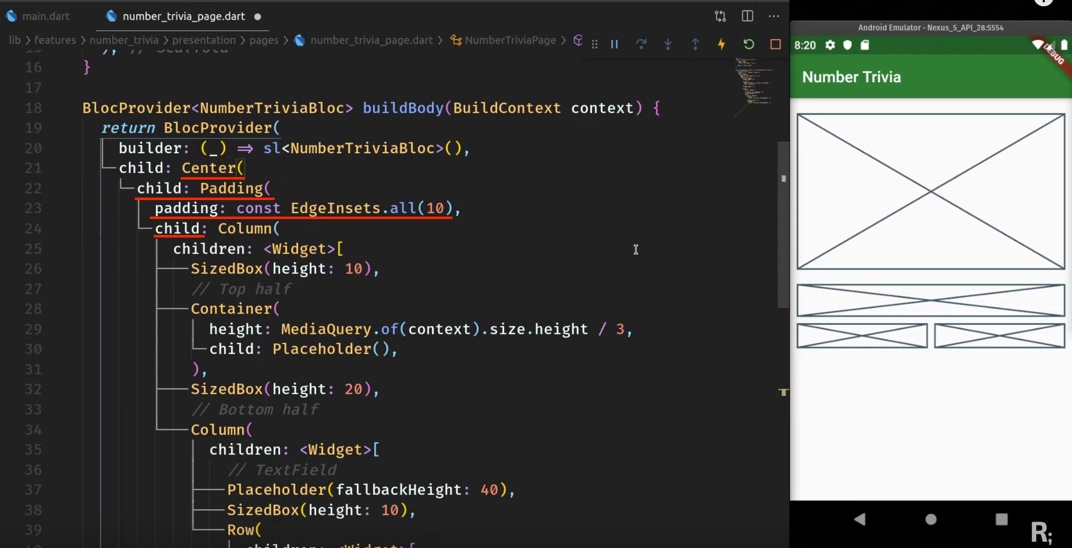 main.dart
number_trivia_page.dart
lib > features > number_trivia > presentation > pages > number_trivia_page.dart > NumberTriviaPage >
Android Emulator - Nexus_5_API_28:5554
8:20
DEBUG
Number Trivia
16 }
17
18 BlocProvider<NumberTriviaBloc> buildBody(BuildContext context) {
19 return BlocProvider(
20 builder: (_) => sl<NumberTriviaBloc>(),
21 child: Center(
22 child: Padding(
23 padding: const EdgeInsets.all(10),
24 child: Column(
25 children: <Widget>[
26 SizedBox(height: 10),
27 // Top half
28 Container(
29 height: MediaQuery.of(context).size.height / 3,
30 child: Placeholder(),
31 ),
32 SizedBox(height: 20),
33 // Bottom half
34 Column(
35 children: <Widget>[
36 // TextField
37 Placeholder(fallbackHeight: 40),
38 SizedBox(height: 10),
39 Row(
children: <Widget>[
R;